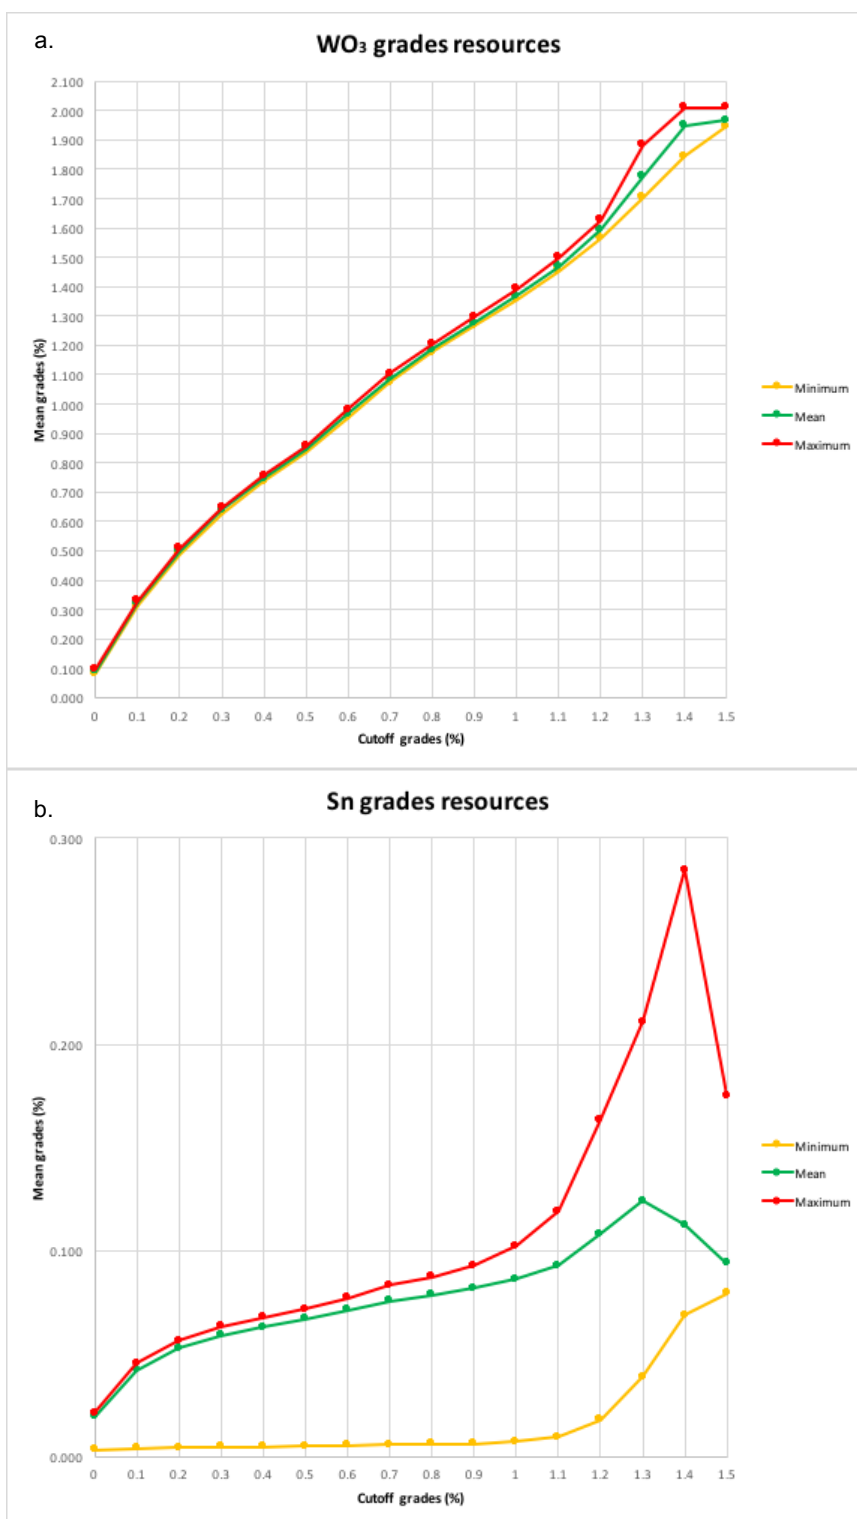 a.
WO₃ grades resources
2.100
2.000
1.900
1.800
1.700
1.600
1.500
1.400
1.300
1.200
1.100
1.000
0.900
0.800
0.700
0.600
0.500
0.400
0.300
0.200
0.100
0.000
Mean grades (%)
0 0.1 0.2 0.3 0.4 0.5 0.6 0.7 0.8 0.9 1 1.1 1.2 1.3 1.4 1.5
Cutoff grades (%)
Minimum
Mean
Maximum
b.
Sn grades resources
0.300
0.200
0.100
0.000
Mean grades (%)
0 0.1 0.2 0.3 0.4 0.5 0.6 0.7 0.8 0.9 1 1.1 1.2 1.3 1.4 1.5
Cutoff grades (%)
Minimum
Mean
Maximum